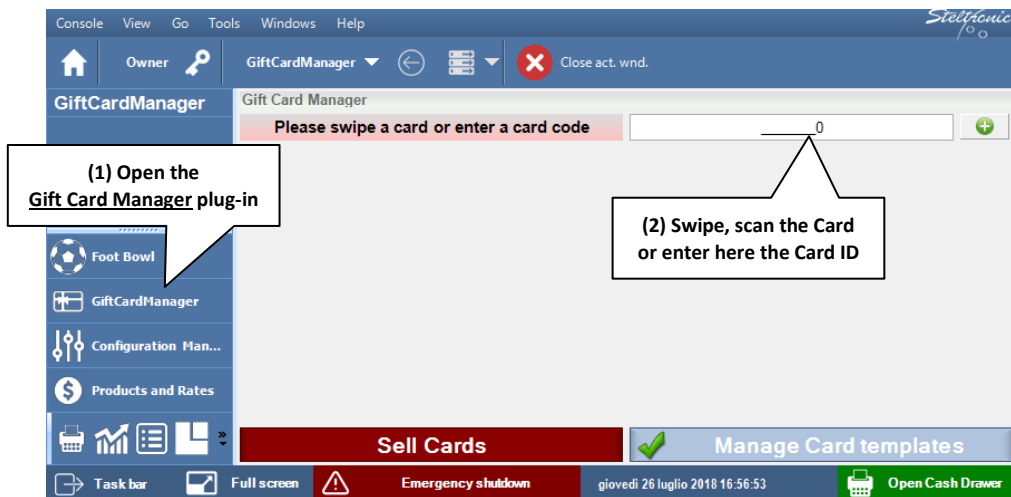 Console View Go Tools Windows Help
Steltronic
Owner GiftCardManager Close act. wnd.
GiftCardManager
Gift Card Manager
Please swipe a card or enter a card code
______0
(1) Open the
Gift Card Manager plug-in
(2) Swipe, scan the Card
or enter here the Card ID
Foot Bowl
GiftCardManager
Configuration Man...
Products and Rates
Sell Cards
Manage Card templates
Task bar Full screen Emergency shutdown giovedì 26 luglio 2018 16:56:53 Open Cash Drawer